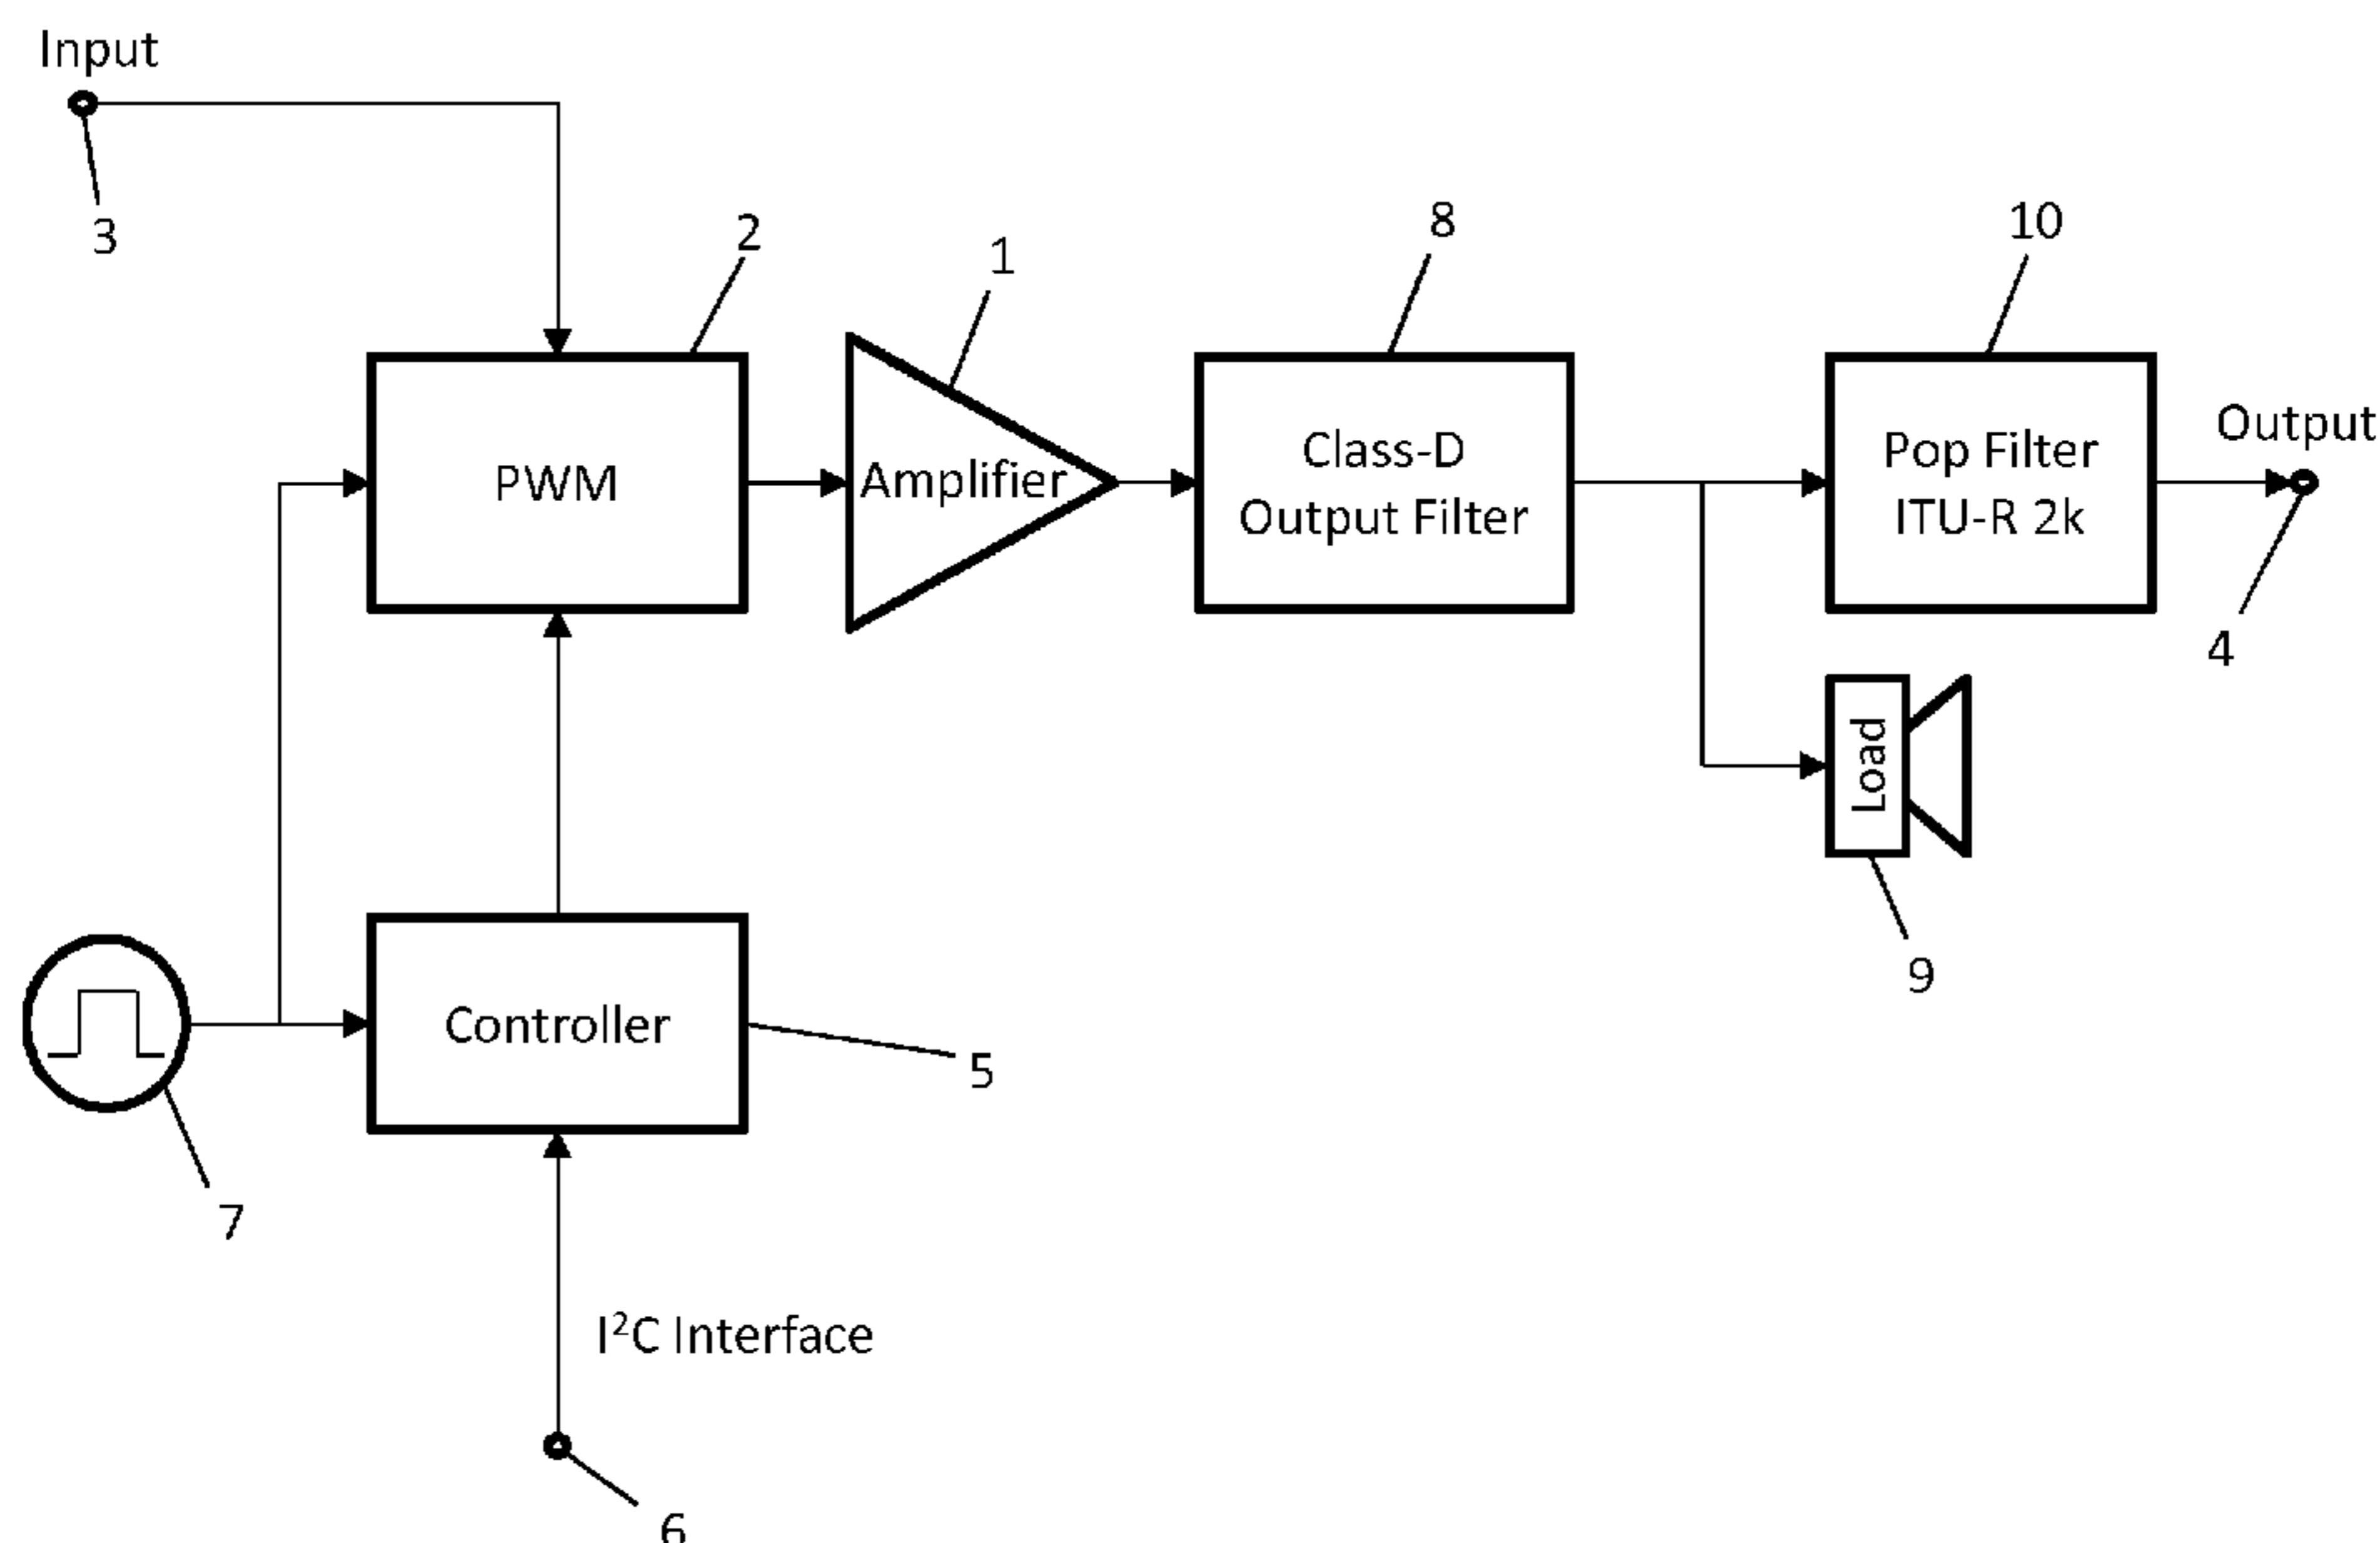 Input
3
2
1
8
10
PWM
Amplifier
Class-D
Output Filter
Pop Filter
ITU-R 2k
Output
4
Load
9
Controller
5
7
I²C Interface
6